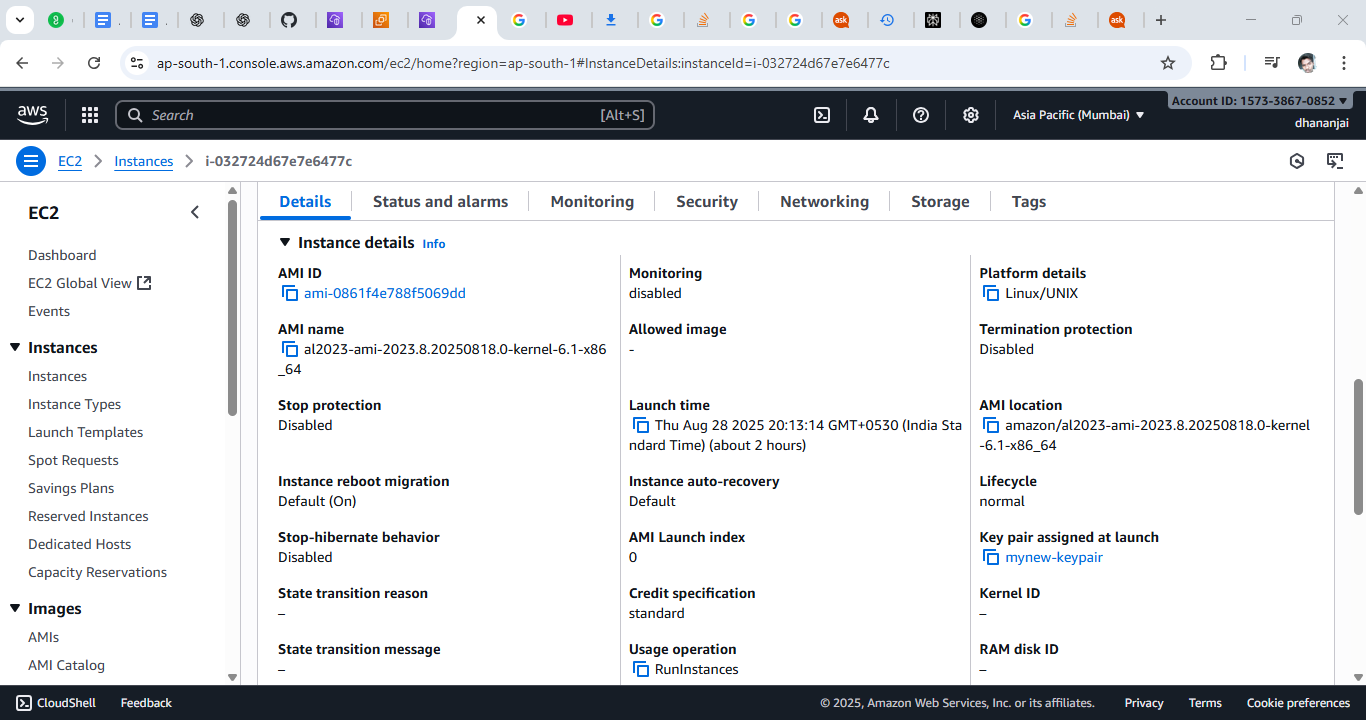 ap-south-1.console.aws.amazon.com/ec2/home?region=ap-south-1#InstanceDetails:instanceId=i-032724d67e7e6477c
aws
Search
[Alt+S]
Asia Pacific (Mumbai)
Account ID: 1573-3867-0852
dhananjai
EC2
Instances
i-032724d67e7e6477c
EC2
Dashboard
EC2 Global View
Events
Instances
Instances
Instance Types
Launch Templates
Spot Requests
Savings Plans
Reserved Instances
Dedicated Hosts
Capacity Reservations
Images
AMIs
AMI Catalog
Details
Status and alarms
Monitoring
Security
Networking
Storage
Tags
Instance details
Info
AMI ID
ami-0861f4e788f5069dd
Monitoring
disabled
Platform details
Linux/UNIX
AMI name
al2023-ami-2023.8.20250818.0-kernel-6.1-x86
_64
Allowed image
-
Termination protection
Disabled
Stop protection
Disabled
Launch time
Thu Aug 28 2025 20:13:14 GMT+0530 (India Sta
ndard Time) (about 2 hours)
AMI location
amazon/al2023-ami-2023.8.20250818.0-kernel
-6.1-x86_64
Instance reboot migration
Default (On)
Instance auto-recovery
Default
Lifecycle
normal
Stop-hibernate behavior
Disabled
AMI Launch index
0
Key pair assigned at launch
mynew-keypair
State transition reason
–
Credit specification
standard
Kernel ID
–
State transition message
–
Usage operation
RunInstances
RAM disk ID
–
CloudShell
Feedback
© 2025, Amazon Web Services, Inc. or its affiliates.
Privacy
Terms
Cookie preferences